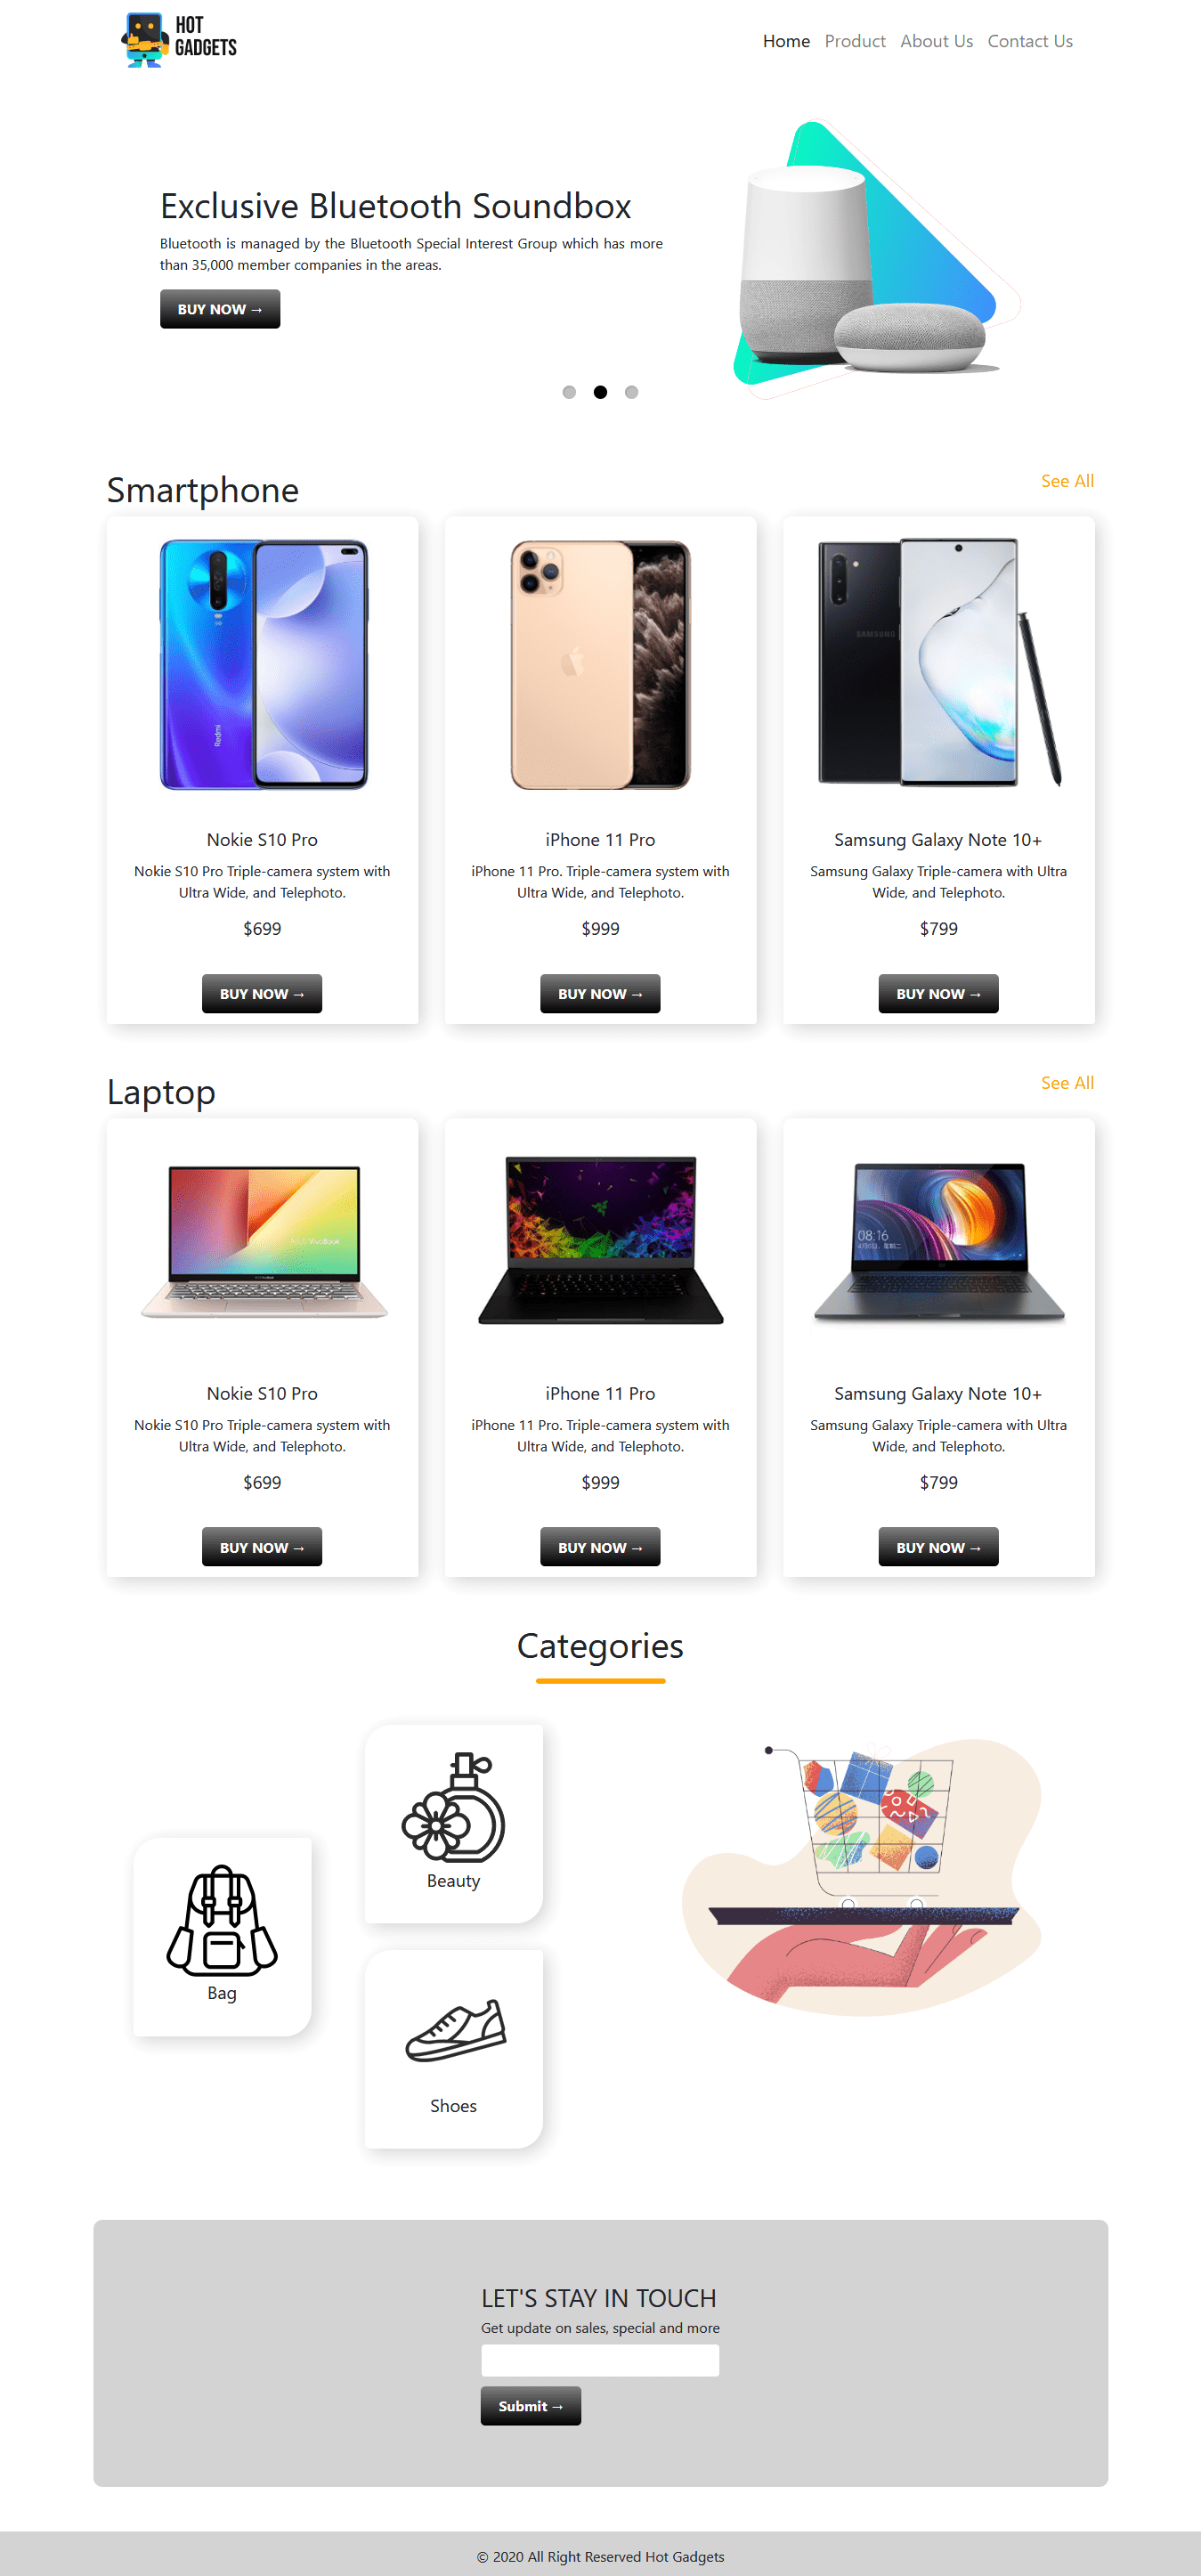 HOT
GADGETS
Home Product About Us Contact Us
Exclusive Bluetooth Soundbox
Bluetooth is managed by the Bluetooth Special Interest Group which has more
than 35,000 member companies in the areas.
BUY NOW →
Smartphone
See All
Redmi
SAMSUNG
Nokie S10 Pro
Nokie S10 Pro Triple-camera system with
Ultra Wide, and Telephoto.
$699
BUY NOW →
iPhone 11 Pro
iPhone 11 Pro. Triple-camera system with
Ultra Wide, and Telephoto.
$999
BUY NOW →
Samsung Galaxy Note 10+
Samsung Galaxy Triple-camera with Ultra
Wide, and Telephoto.
$799
BUY NOW →
Laptop
See All
08:16
Nokie S10 Pro
Nokie S10 Pro Triple-camera system with
Ultra Wide, and Telephoto.
$699
BUY NOW →
iPhone 11 Pro
iPhone 11 Pro. Triple-camera system with
Ultra Wide, and Telephoto.
$999
BUY NOW →
Samsung Galaxy Note 10+
Samsung Galaxy Triple-camera with Ultra
Wide, and Telephoto.
$799
BUY NOW →
Categories
Beauty
Bag
Shoes
LET'S STAY IN TOUCH
Get update on sales, special and more
Submit →
© 2020 All Right Reserved Hot Gadgets